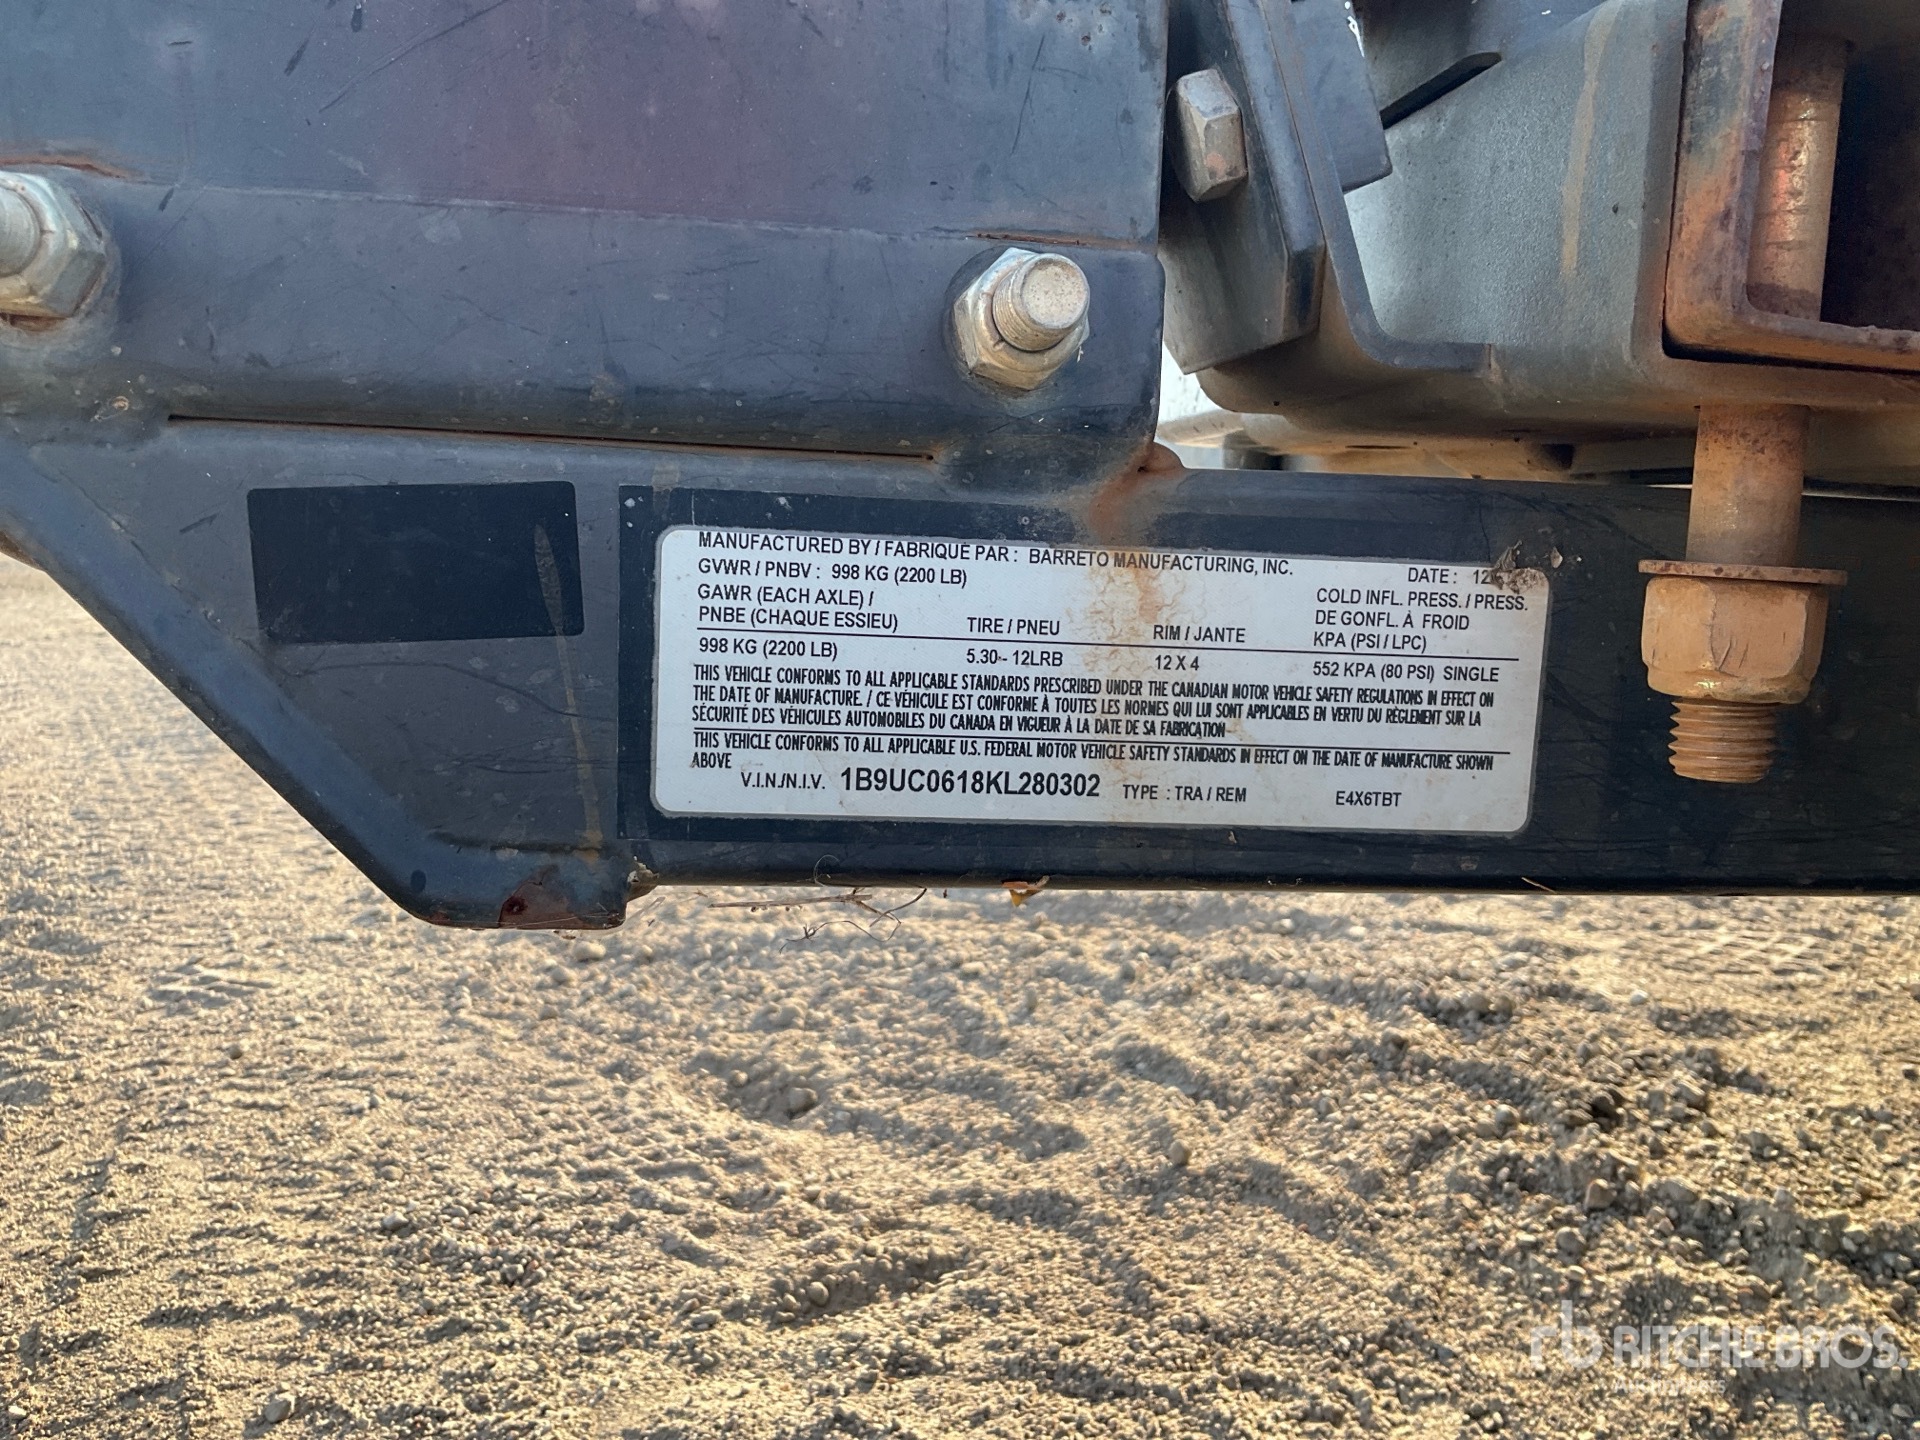 MANUFACTURED BY / FABRIQUÉ PAR : BARRETO MANUFACTURING, INC.
GVWR / PNBV : 998 KG (2200 LB) DATE : 12
GAWR (EACH AXLE) /
PNBE (CHAQUE ESSIEU) TIRE / PNEU RIM / JANTE COLD INFL. PRESS. / PRESS.
DE GONFL. À FROID
KPA (PSI / LPC)
998 KG (2200 LB) 5.30 - 12LRB 12 X 4 552 KPA (80 PSI) SINGLE
THIS VEHICLE CONFORMS TO ALL APPLICABLE STANDARDS PRESCRIBED UNDER THE CANADIAN MOTOR VEHICLE SAFETY REGULATIONS IN EFFECT ON
THE DATE OF MANUFACTURE. / CE VÉHICULE EST CONFORME À TOUTES LES NORMES QUI LUI SONT APPLICABLES EN VERTU DU RÈGLEMENT SUR LA
SÉCURITÉ DES VÉHICULES AUTOMOBILES DU CANADA EN VIGUEUR À LA DATE DE SA FABRICATION
THIS VEHICLE CONFORMS TO ALL APPLICABLE U.S. FEDERAL MOTOR VEHICLE SAFETY STANDARDS IN EFFECT ON THE DATE OF MANUFACTURE SHOWN
ABOVE
V.I.N./N.I.V. 1B9UC0618KL280302 TYPE : TRA / REM E4X6TBT
rb RITCHIE BROS.